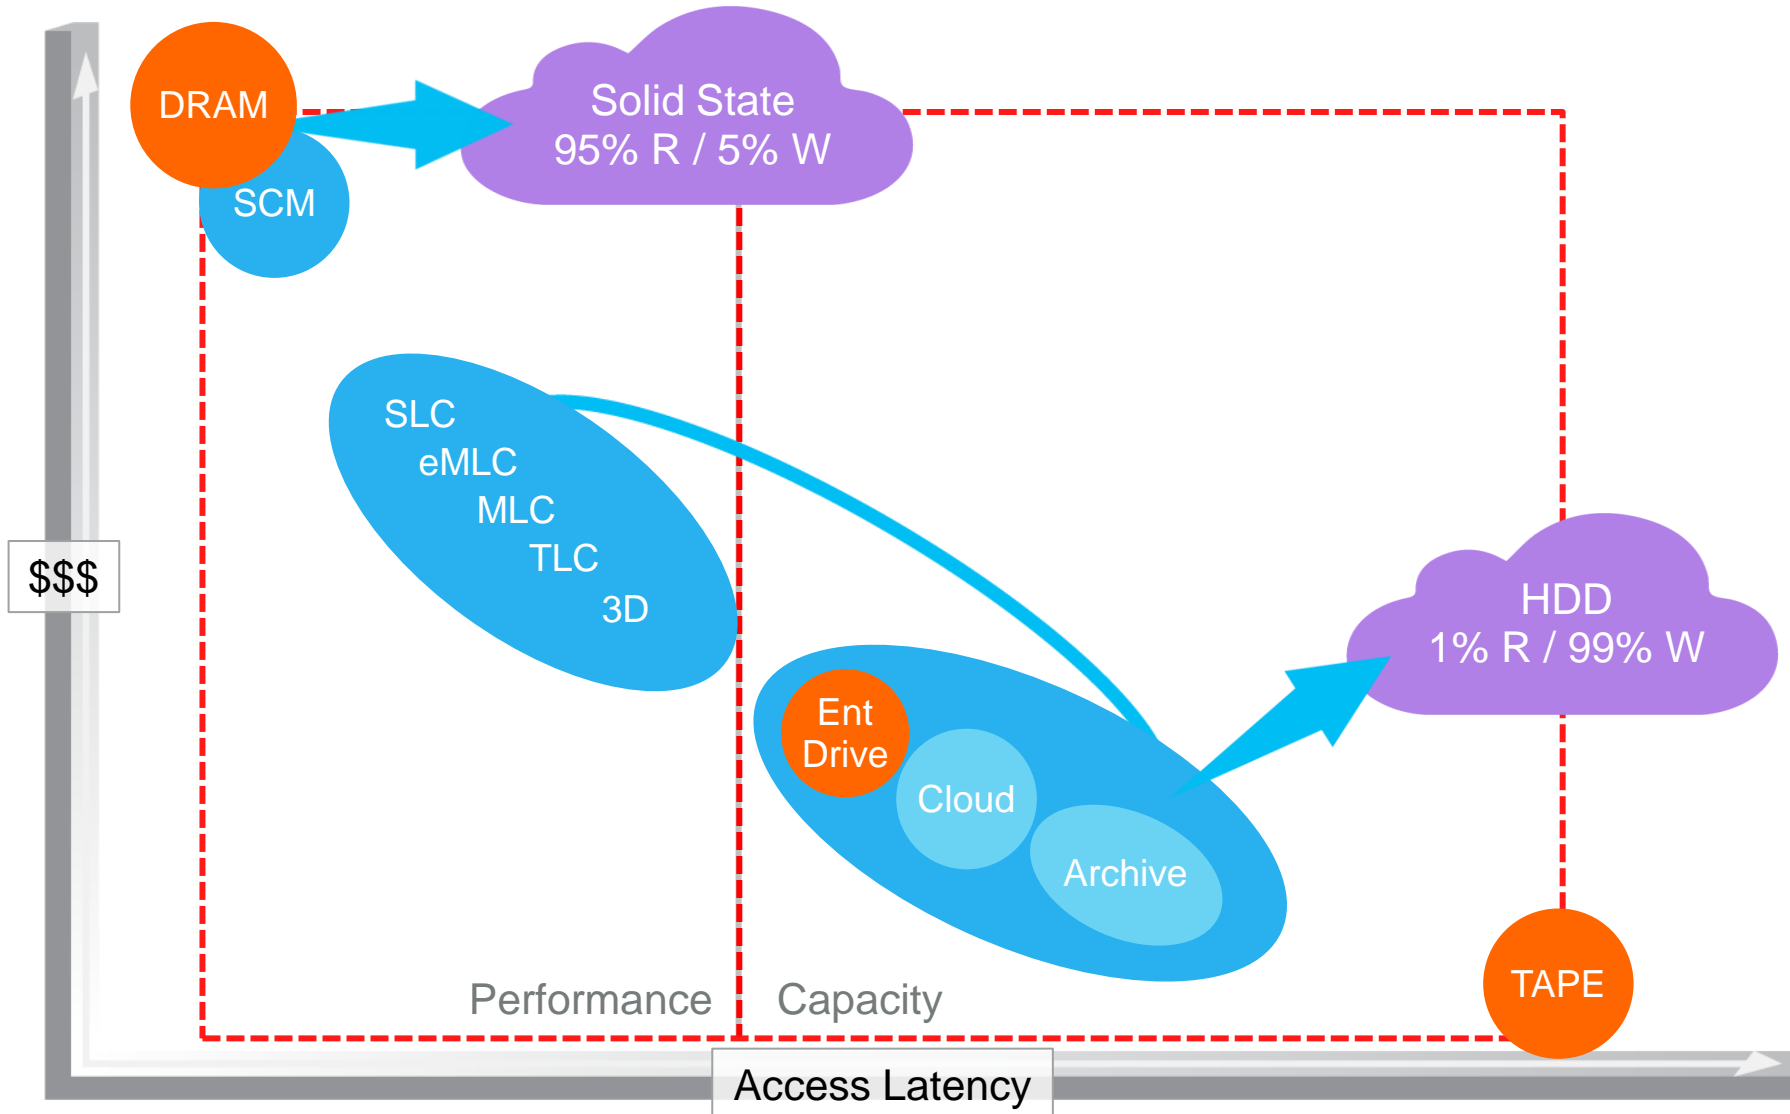 DRAM
Solid State
95% R / 5% W
SCM
SLC
eMLC
MLC
TLC
3D
$$$
HDD
1% R / 99% W
Ent
Drive
Cloud
Archive
TAPE
Performance
Capacity
Access Latency